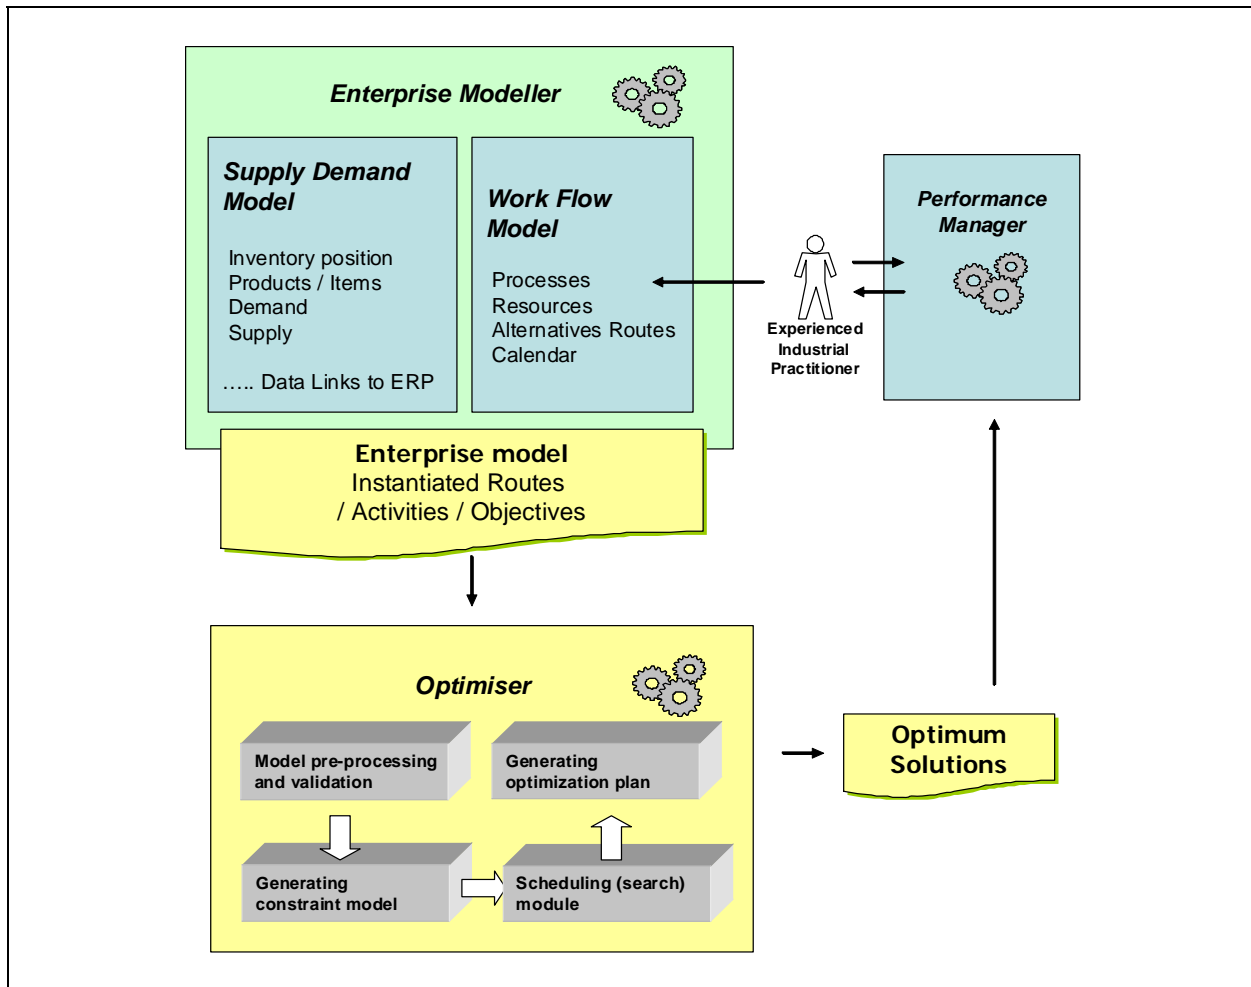 Enterprise Modeller
Supply Demand
Model
Inventory position
Products / Items
Demand
Supply
….. Data Links to ERP
Work Flow
Model
Processes
Resources
Alternatives Routes
Calendar
Experienced
Industrial
Practitioner
Performance
Manager
Enterprise model
Instantiated Routes
/ Activities / Objectives
Optimiser
Model pre-processing
and validation
Generating
optimization plan
Generating
constraint model
Scheduling (search)
module
Optimum
Solutions